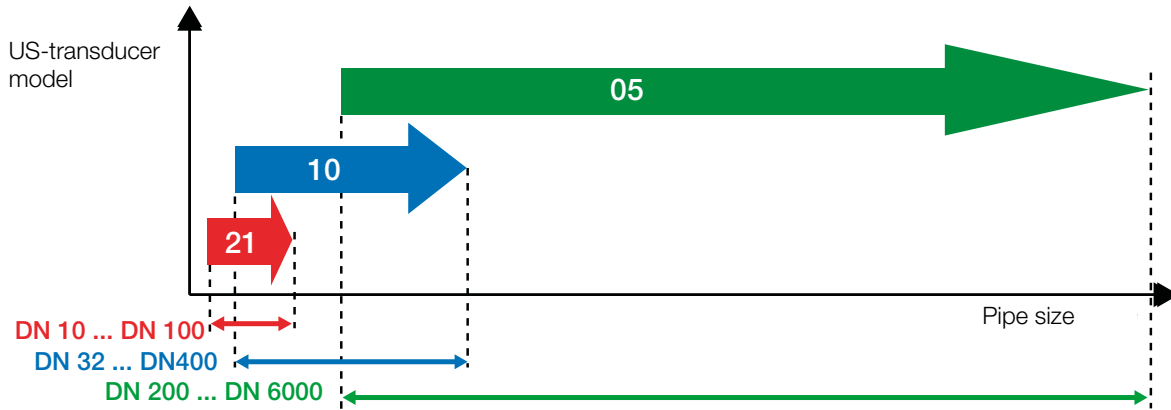 US-transducer
model
05
10
21
Pipe size
DN 10 ... DN 100
DN 32 ... DN400
DN 200 ... DN 6000